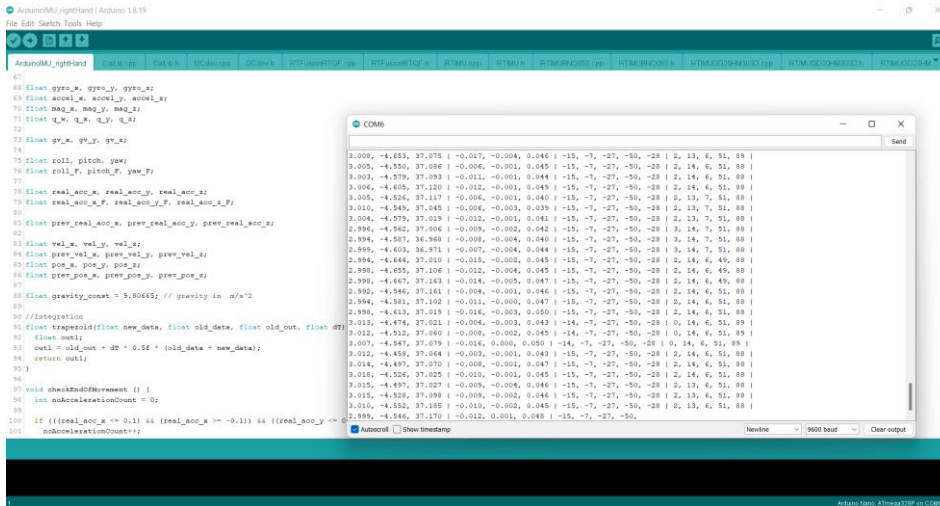 ArduinoIMU_rightHand | Arduino 1.8.19
File Edit Sketch Tools Help
ArduinoIMU_rightHand CalLib.cpp CalLib.h I2Cdev.cpp I2Cdev.h RTFusionRTQF.cpp RTFusionRTQF.h RTIMU.cpp RTIMU.h RTIMUBNO055.cpp RTIMUBNO055.h RTIMUGD20HM303D.cpp RTIMUGD20HM303D.h
67
68 float gyro_x, gyro_y, gyro_z;
69 float accel_x, accel_y, accel_z;
70 float mag_x, mag_y, mag_z;
71 float q_w, q_x, q_y, q_z;
72
73 float gv_x, gv_y, gv_z;
74
75 float roll, pitch, yaw;
76 float roll_F, pitch_F, yaw_F;
77
78 float real_acc_x, real_acc_y, real_acc_z;
79 float real_acc_x_F, real_acc_y_F, real_acc_z_F;
80
81 float prev_real_acc_x, prev_real_acc_y, prev_real_acc_z;
82
83 float vel_x, vel_y, vel_z;
84 float prev_vel_x, prev_vel_y, prev_vel_z;
85 float pos_x, pos_y, pos_z;
86 float prev_pos_x, prev_pos_y, prev_pos_z;
87
88 float gravity_const = 9.80665; // gravity in m/s^2
89
90 //Integration
91 float trapezoid(float new_data, float old_data, float old_out, float dT)
92 float out1;
93 out1 = old_out + dT * 0.5f * (old_data + new_data);
94 return out1;
95 }
96
97 void checkEndOfMovement () {
98 int noAccelerationCount = 0;
99
100 if (((real_acc_x <= 0.1) && (real_acc_x >= -0.1)) && ((real_acc_y <= 0
101 noAccelerationCount++;
COM6
Send
3.008, -4.653, 37.075 | -0.017, -0.004, 0.046 | -15, -7, -27, -50, -28 | 2, 13, 6, 51, 89 |
3.005, -4.550, 37.086 | -0.006, -0.001, 0.045 | -15, -7, -27, -50, -28 | 2, 14, 6, 51, 88 |
3.003, -4.579, 37.093 | -0.011, -0.001, 0.044 | -15, -7, -27, -50, -28 | 2, 14, 6, 51, 88 |
3.006, -4.605, 37.120 | -0.012, -0.001, 0.049 | -15, -7, -27, -50, -28 | 2, 14, 6, 51, 88 |
3.005, -4.526, 37.117 | -0.006, -0.001, 0.040 | -15, -7, -27, -50, -28 | 2, 13, 7, 51, 88 |
3.010, -4.549, 37.045 | -0.006, -0.003, 0.039 | -15, -7, -27, -50, -28 | 2, 13, 7, 51, 88 |
3.004, -4.579, 37.019 | -0.012, -0.001, 0.041 | -15, -7, -27, -50, -28 | 2, 13, 7, 51, 88 |
2.996, -4.562, 37.006 | -0.009, -0.002, 0.042 | -15, -7, -27, -50, -28 | 3, 14, 7, 51, 88 |
2.994, -4.587, 36.968 | -0.008, -0.004, 0.040 | -15, -7, -27, -50, -28 | 3, 14, 7, 51, 88 |
2.999, -4.603, 36.971 | -0.007, -0.004, 0.044 | -15, -7, -27, -50, -28 | 3, 14, 7, 51, 88 |
2.994, -4.644, 37.010 | -0.015, -0.002, 0.045 | -15, -7, -27, -50, -28 | 2, 14, 6, 49, 88 |
2.998, -4.655, 37.106 | -0.012, -0.004, 0.045 | -15, -7, -27, -50, -28 | 2, 14, 6, 49, 88 |
2.998, -4.667, 37.163 | -0.014, -0.005, 0.047 | -15, -7, -27, -50, -28 | 2, 14, 6, 49, 88 |
2.992, -4.546, 37.161 | -0.004, -0.001, 0.046 | -15, -7, -27, -50, -28 | 2, 14, 6, 51, 88 |
2.994, -4.581, 37.102 | -0.011, -0.000, 0.047 | -15, -7, -27, -50, -28 | 2, 14, 6, 51, 88 |
2.998, -4.613, 37.019 | -0.016, -0.003, 0.050 | -15, -7, -27, -50, -28 | 2, 14, 6, 51, 88 |
3.013, -4.474, 37.021 | -0.004, -0.003, 0.043 | -14, -7, -27, -50, -28 | 0, 14, 6, 51, 89 |
3.012, -4.512, 37.060 | -0.008, -0.002, 0.045 | -14, -7, -27, -50, -28 | 0, 14, 6, 51, 89 |
3.007, -4.547, 37.079 | -0.016, 0.000, 0.050 | -14, -7, -27, -50, -28 | 0, 14, 6, 51, 89 |
3.012, -4.458, 37.064 | -0.003, -0.001, 0.043 | -15, -7, -27, -50, -28 | 2, 14, 6, 51, 88 |
3.014, -4.497, 37.070 | -0.008, -0.001, 0.047 | -15, -7, -27, -50, -28 | 2, 14, 6, 51, 88 |
3.018, -4.526, 37.025 | -0.010, -0.001, 0.045 | -15, -7, -27, -50, -28 | 2, 14, 6, 51, 88 |
3.015, -4.497, 37.027 | -0.009, -0.004, 0.046 | -15, -7, -27, -50, -28 | 2, 13, 6, 51, 88 |
3.015, -4.528, 37.098 | -0.009, -0.002, 0.046 | -15, -7, -27, -50, -28 | 2, 13, 6, 51, 88 |
3.010, -4.552, 37.185 | -0.010, -0.002, 0.045 | -15, -7, -27, -50, -28 | 2, 13, 6, 51, 88 |
2.999, -4.546, 37.170 | -0.012, 0.001, 0.048 | -15, -7, -27, -50,
Autoscroll Show timestamp Newline 9600 baud Clear output
1 Arduino Nano, ATmega328P on COM6